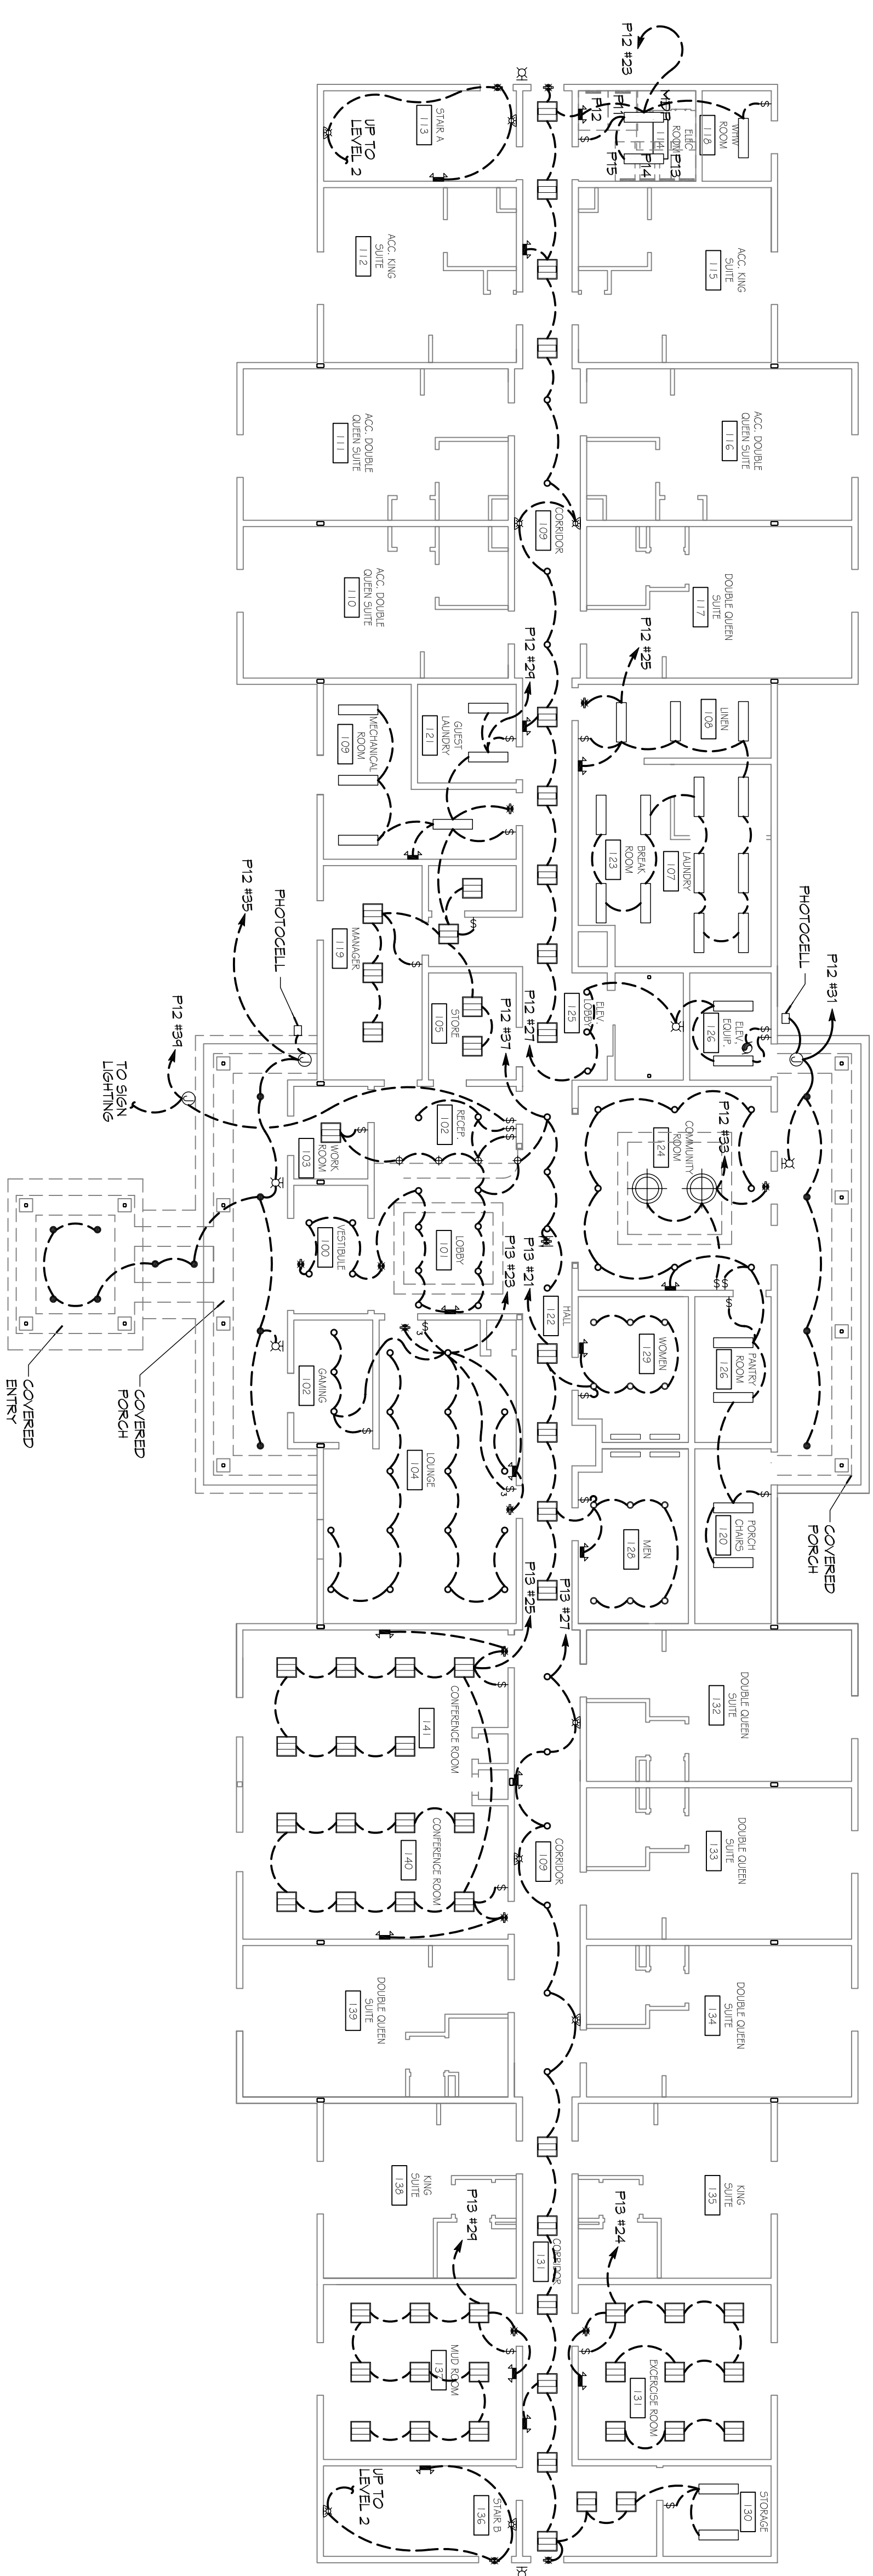 P12 #23
UP TO
LEVEL 2
STAIR A
113
MDP
P11
P12
ELEC
ROOM
114
P13
P14
P15
WHW
ROOM
118
ACC. KING
SUITE
112
ACC. KING
SUITE
115
ACC. DOUBLE
QUEEN SUITE
111
ACC. DOUBLE
QUEEN SUITE
116
CORRIDOR
109
ACC. DOUBLE
QUEEN SUITE
110
DOUBLE QUEEN
SUITE
117
P12 #29
P12 #25
GUEST
LAUNDRY
121
MECHANICAL
ROOM
109
LINEN
108
BREAK
ROOM
123
LAUNDRY
107
P12 #35
PHOTOCELL
MANAGER
119
STORE
105
PHOTOCELL
P12 #31
ELEV.
LOBBY
125
ELEV.
EQUIP.
126
P12 #39
TO SIGN
LIGHTING
P12 #37
P12 #27
RECEP.
102
WORK
ROOM
103
COMMUNITY
ROOM
124
P12 #33
VESTIBULE
100
LOBBY
101
P13 #23
P13 #21
HALL
122
WOMEN
129
PANTRY
ROOM
126
GAMING
102
COVERED
PORCH
COVERED
ENTRY
LOUNGE
104
MEN
128
PORCH
CHAIRS
120
COVERED
PORCH
P13 #25
P13 #27
CONFERENCE ROOM
141
DOUBLE QUEEN
SUITE
132
CONFERENCE ROOM
140
CORRIDOR
109
DOUBLE QUEEN
SUITE
133
DOUBLE QUEEN
SUITE
139
DOUBLE QUEEN
SUITE
134
KING
SUITE
138
KING
SUITE
135
P13 #29
P13 #24
CORRIDOR
131
MUD ROOM
137
EXCERCISE ROOM
131
UP TO
LEVEL 2
STAIR B
136
STORAGE
130